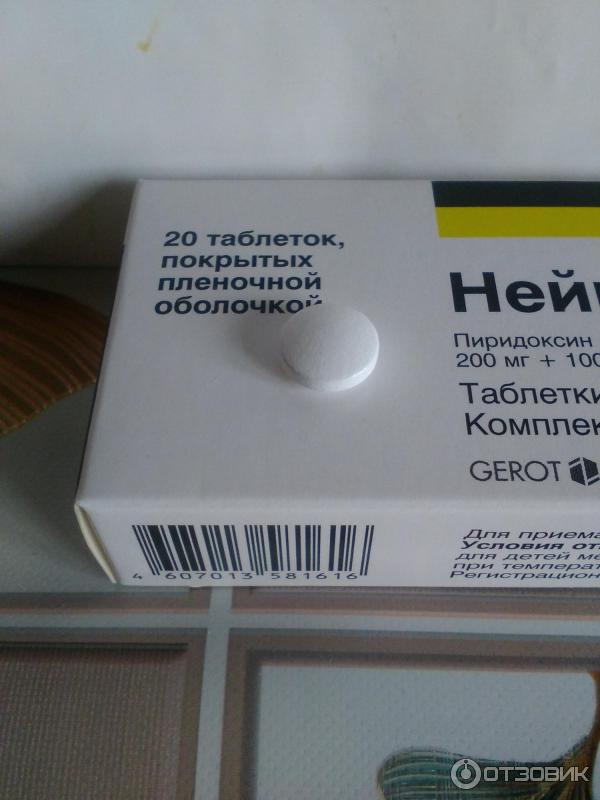 20 таблеток,
покрытых
пленочной
оболочкой
Пиридоксин
200 мг + 100
Таблетки
Комплек
GEROT
Для приема
Условия от
для детей ме
при температ
Регистрацион
4 607013 581616
ОТЗОВИК